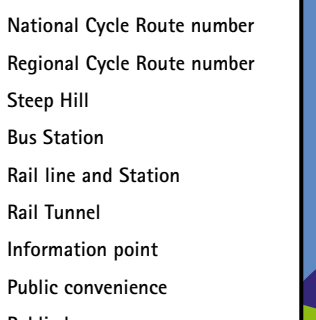 National Cycle Route number
Regional Cycle Route number
Steep Hill
Bus Station
Rail line and Station
Rail Tunnel
Information point
Public convenience